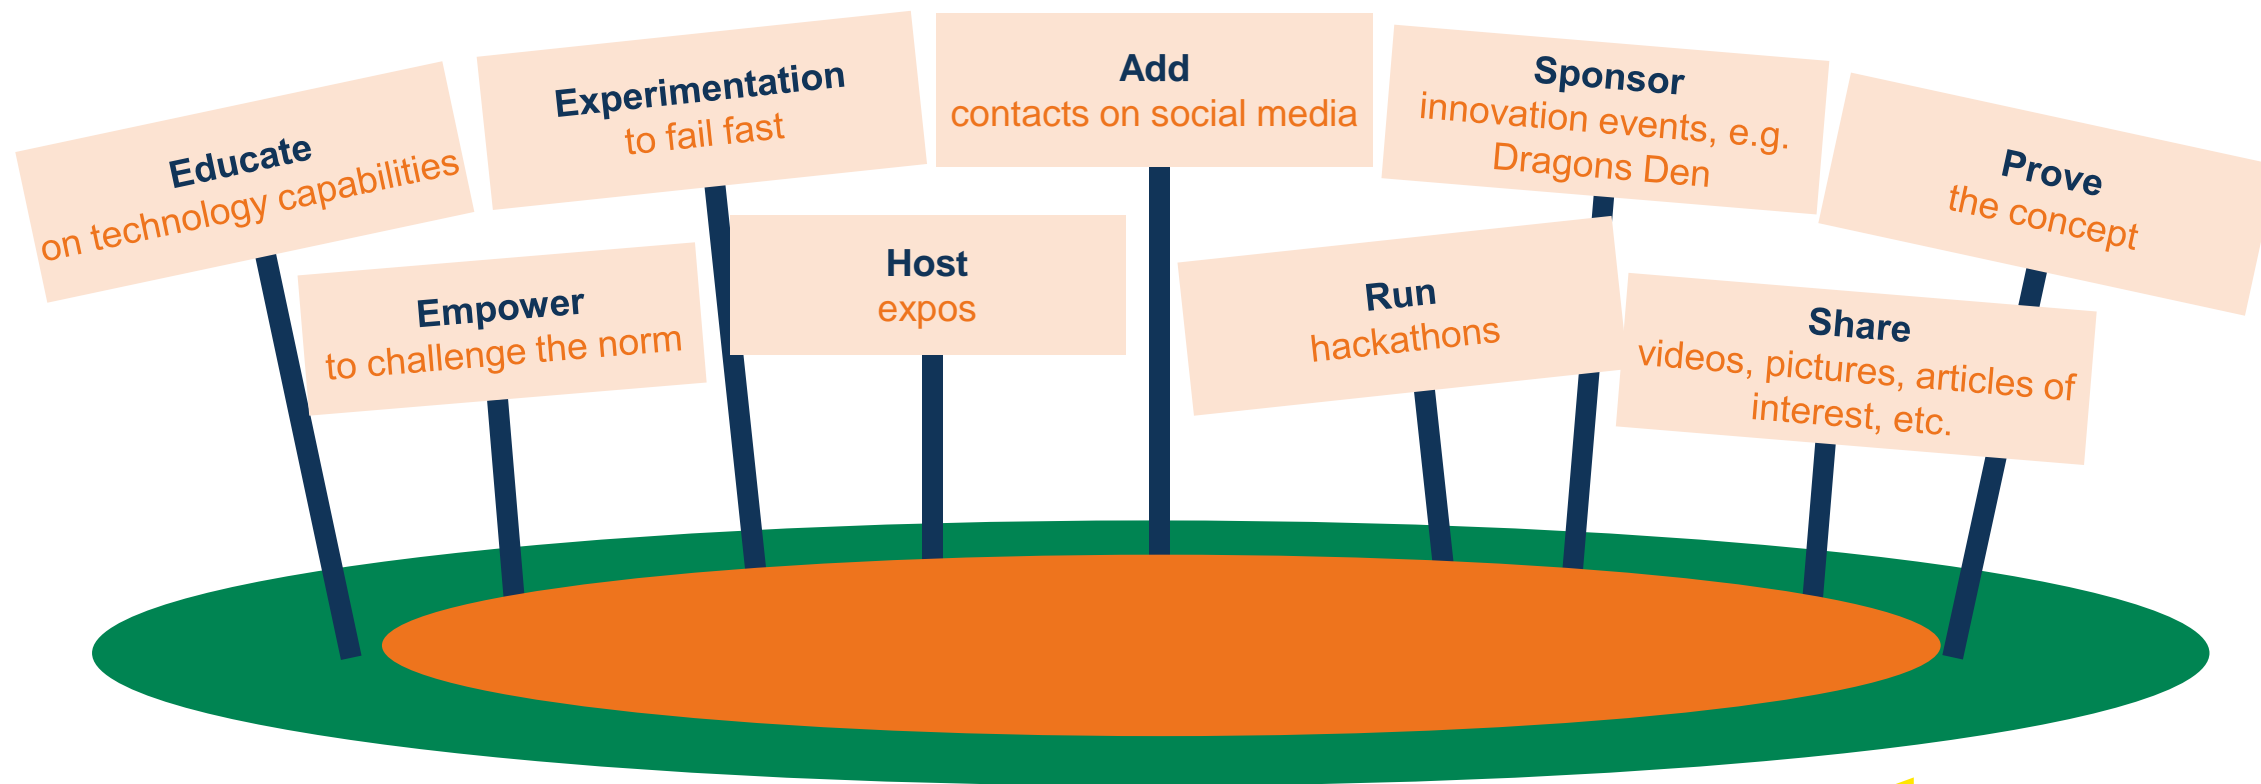 Educate
on technology capabilities
Experimentation
to fail fast
Add
contacts on social media
Sponsor
innovation events, e.g.
Dragons Den
Prove
the concept
Empower
to challenge the norm
Host
expos
Run
hackathons
Share
videos, pictures, articles of
interest, etc.